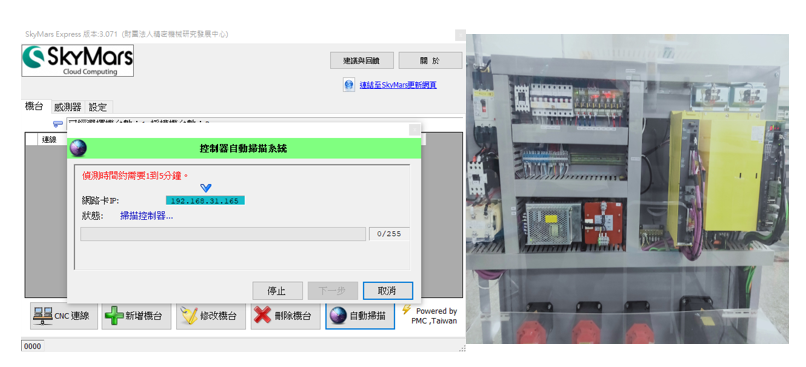 SkyMars Express 版本:3.071 (財團法人精密機械研究發展中心)
SkyMars
Cloud Computing
建議與回饋
關 於
連結至SkyMars更新網頁
機台
感測器
設定
連線
控制器自動掃描系統
偵測時間約需要1到5分鐘。
網路卡IP:
192.168.31.165
狀態:
掃描控制器...
0/255
停止
下一步
取消
CNC 連線
新增機台
修改機台
刪除機台
自動掃描
Powered by
PMC ,Taiwan
0000